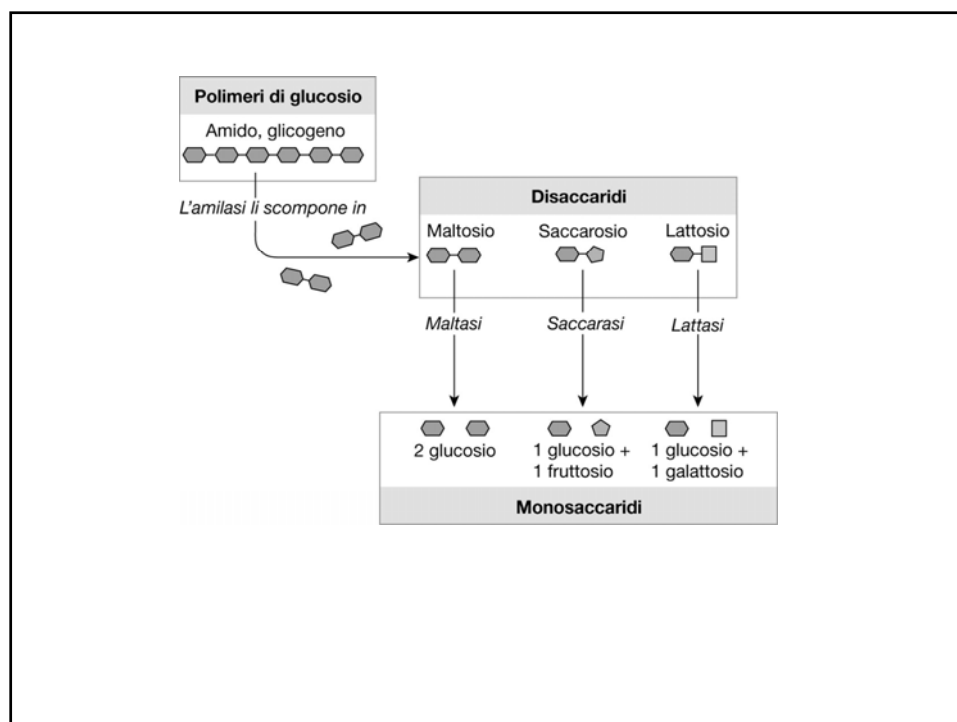 Polimeri di glucosio
Amido, glicogeno
L'amilasi li scompone in
Disaccaridi
Maltosio Saccarosio Lattosio
Maltasi Saccarasi Lattasi
2 glucosio 1 glucosio + 1 glucosio +
1 fruttosio 1 galattosio
Monosaccaridi